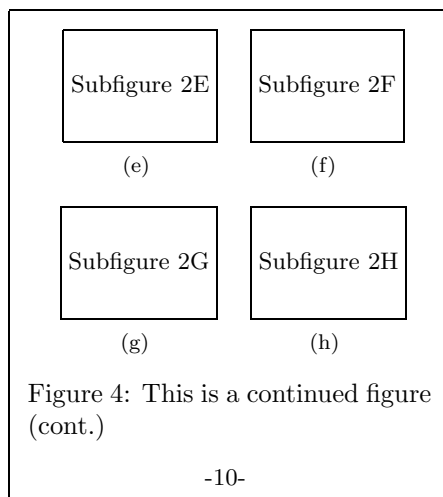 Subfigure 2E Subfigure 2F
(e) (f)
Subfigure 2G Subfigure 2H
(g) (h)
Figure 4: This is a continued figure
(cont.)
-10-